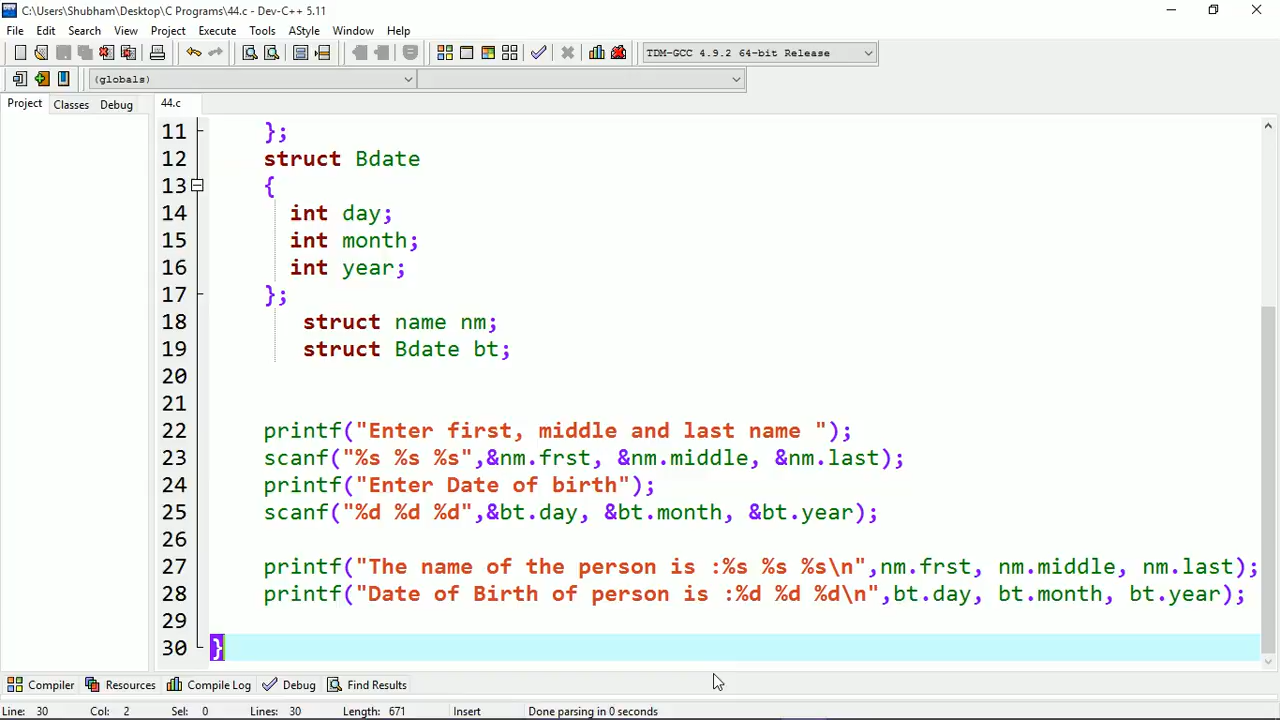 C:\Users\Shubham\Desktop\C Programs\44.c - Dev-C++ 5.11
File Edit Search View Project Execute Tools AStyle Window Help
TDM-GCC 4.9.2 64-bit Release
(globals)
Project Classes Debug 44.c
11 };
12 struct Bdate
13 {
14 int day;
15 int month;
16 int year;
17 };
18 struct name nm;
19 struct Bdate bt;
20
21
22 printf("Enter first, middle and last name ");
23 scanf("%s %s %s",&nm.frst, &nm.middle, &nm.last);
24 printf("Enter Date of birth");
25 scanf("%d %d %d",&bt.day, &bt.month, &bt.year);
26
27 printf("The name of the person is :%s %s %s\n",nm.frst, nm.middle, nm.last);
28 printf("Date of Birth of person is :%d %d %d\n",bt.day, bt.month, bt.year);
29
30 }
Compiler Resources Compile Log Debug Find Results
Line: 30 Col: 2 Sel: 0 Lines: 30 Length: 671 Insert Done parsing in 0 seconds